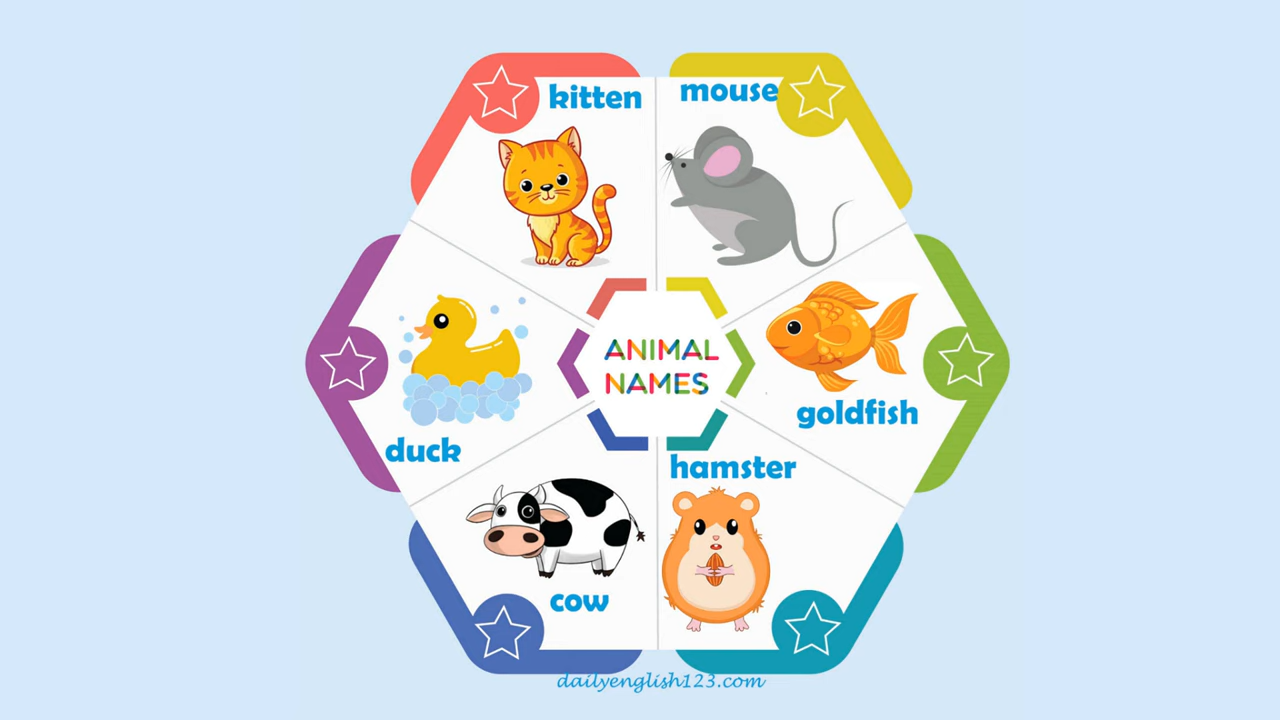 kitten
mouse
ANIMAL
NAMES
goldfish
duck
hamster
cow
dailyenglish123.com